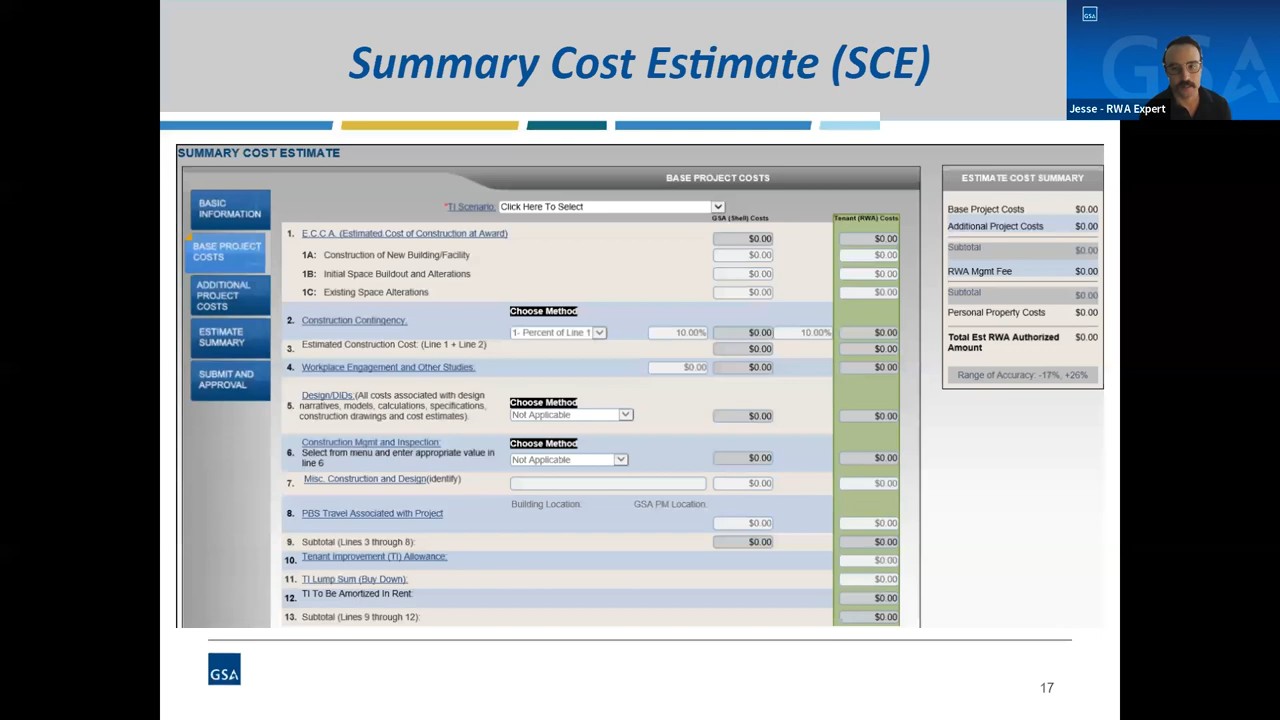 Summary Cost Estimate (SCE)
GSA
GSA
Jesse - RWA Expert
SUMMARY COST ESTIMATE
BASE PROJECT COSTS
BASIC INFORMATION
BASE PROJECT COSTS
ADDITIONAL PROJECT COSTS
ESTIMATE SUMMARY
SUBMIT AND APPROVAL
*TI Scenario: Click Here To Select
GSA (Shell) Costs Tenant (RWA) Costs
1. E.C.C.A. (Estimated Cost of Construction at Award) $0.00 $0.00
1A: Construction of New Building/Facility $0.00 $0.00
1B: Initial Space Buildout and Alterations $0.00 $0.00
1C: Existing Space Alterations $0.00 $0.00
Choose Method
2. Construction Contingency. 1- Percent of Line 1 10.00% $0.00 10.00% $0.00
3. Estimated Construction Cost: (Line 1 + Line 2) $0.00 $0.00
4. Workplace Engagement and Other Studies. $0.00 $0.00 $0.00
Design/DIDs:(All costs associated with design
Choose Method
5. narratives, models, calculations, specifications, Not Applicable $0.00 $0.00
construction drawings and cost estimates).
Construction Mgmt and Inspection:
Choose Method
6. Select from menu and enter appropriate value in Not Applicable $0.00 $0.00
line 6
7. Misc. Construction and Design(identify) $0.00 $0.00
Building Location: GSA PM Location:
8. PBS Travel Associated with Project $0.00 $0.00
9. Subtotal (Lines 3 through 8): $0.00 $0.00
10. Tenant Improvement (TI) Allowance: $0.00
11. TI Lump Sum (Buy Down): $0.00
12. TI To Be Amortized In Rent: $0.00
13. Subtotal (Lines 9 through 12): $0.00
ESTIMATE COST SUMMARY
Base Project Costs $0.00
Additional Project Costs $0.00
Subtotal $0.00
RWA Mgmt Fee $0.00
Subtotal $0.00
Personal Property Costs $0.00
Total Est RWA Authorized $0.00
Amount
Range of Accuracy: -17%, +26%
GSA
17